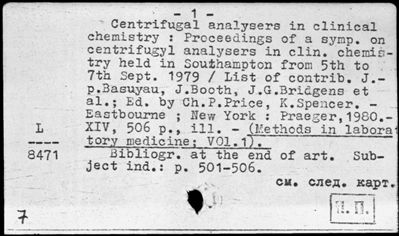 - 1 -
Centrifugal analysers in clinical
chemistry : Proceedings of a symp. on
centrifugyl analysers in clin. chemis-
try held in Southampton from 5th to
7th Sept. 1979 / List of contrib. J.-
p.Basuyau, J.Booth, J.G.Bridgens et
al.; Ed. by Ch.P.Price, K.Spencer. -
Eastbourne ; New York : Praeger,1980.-
XIV, 506 p., ill. - (Methods in labora
tory medicine; VOl.1).
Bibliogr. at the end of art. Sub-
ject ind.: p. 501-506.
L
----
8471
см. след. карт.
7
Н. П.